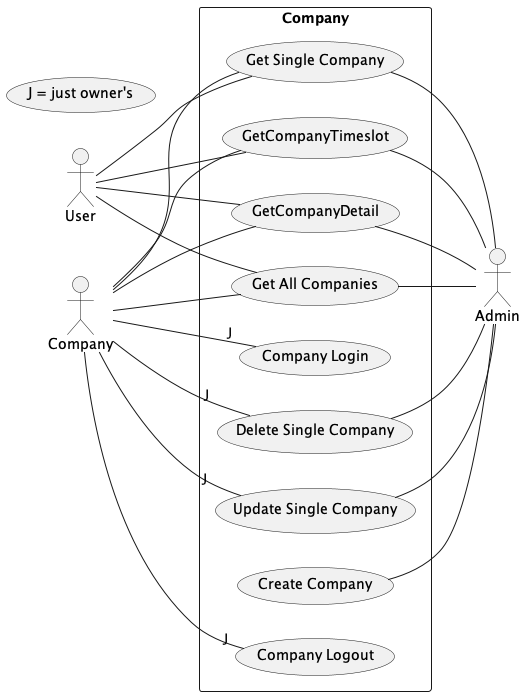 Company
Get Single Company
J = just owner's
GetCompanyTimeslot
User
GetCompanyDetail
Get All Companies
Admin
Company
J
Company Login
J
Delete Single Company
J
Update Single Company
Create Company
J
Company Logout